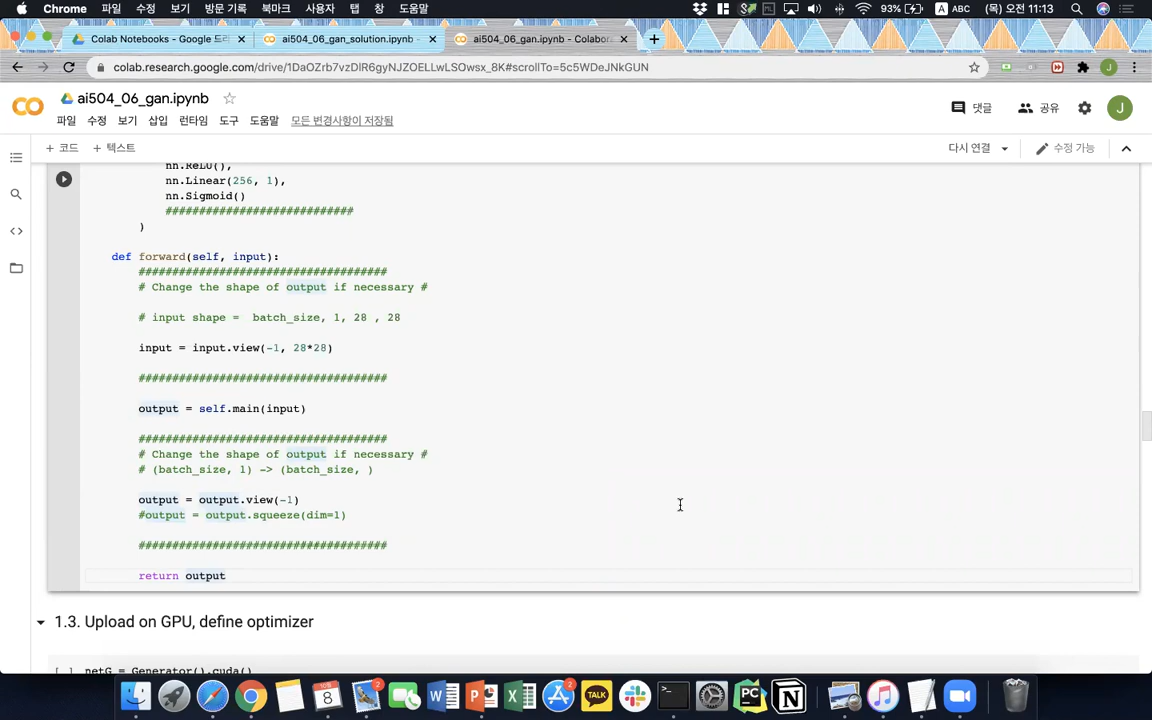 Chrome 파일 수정 보기 방문 기록 북마크 사용자 탭 창 도움말 93% A ABC (목) 오전 11:13
Colab Notebooks - Google 드라 ai504_06_gan_solution.ipynb - ai504_06_gan.ipynb - Colabor
colab.research.google.com/drive/1DaOZrb7vzDlR6gyNJZOELLwLSOwsx_8K#scrollTo=5c5WDeJNkGUN J
ai504_06_gan.ipynb
댓글 공유 J
파일 수정 보기 삽입 런타임 도구 도움말 모든 변경사항이 저장됨
+ 코드 + 텍스트 다시 연결 수정 가능
nn.ReLU(),
nn.Linear(256, 1),
nn.Sigmoid()
############################
)
def forward(self, input):
#####################################
# Change the shape of output if necessary #
# input shape = batch_size, 1, 28 , 28
input = input.view(-1, 28*28)
#####################################
output = self.main(input)
#####################################
# Change the shape of output if necessary #
# (batch_size, 1) -> (batch_size, )
output = output.view(-1)
#output = output.squeeze(dim=1)
#####################################
return output
1.3. Upload on GPU, define optimizer
[ ] netG = Generator().cuda()
8 2 TALK PC